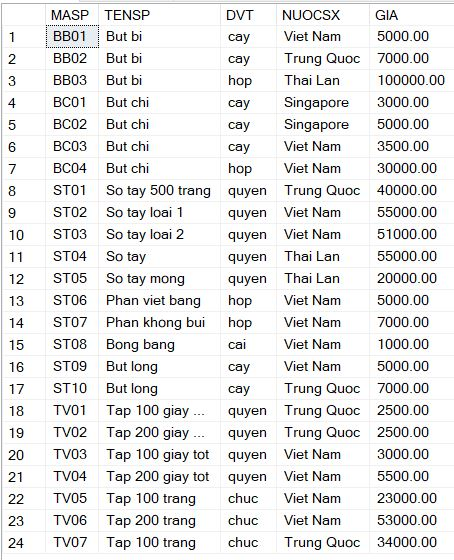 MASP TENSP DVT NUOCSX GIA
1 BB01 But bi cay Viet Nam 5000.00
2 BB02 But bi cay Trung Quoc 7000.00
3 BB03 But bi hop Thai Lan 100000.00
4 BC01 But chi cay Singapore 3000.00
5 BC02 But chi cay Singapore 5000.00
6 BC03 But chi cay Viet Nam 3500.00
7 BC04 But chi hop Viet Nam 30000.00
8 ST01 So tay 500 trang quyen Trung Quoc 40000.00
9 ST02 So tay loai 1 quyen Viet Nam 55000.00
10 ST03 So tay loai 2 quyen Viet Nam 51000.00
11 ST04 So tay quyen Thai Lan 55000.00
12 ST05 So tay mong quyen Thai Lan 20000.00
13 ST06 Phan viet bang hop Viet Nam 5000.00
14 ST07 Phan khong bui hop Viet Nam 7000.00
15 ST08 Bong bang cai Viet Nam 1000.00
16 ST09 But long cay Viet Nam 5000.00
17 ST10 But long cay Trung Quoc 7000.00
18 TV01 Tap 100 giay ... quyen Trung Quoc 2500.00
19 TV02 Tap 200 giay ... quyen Trung Quoc 2500.00
20 TV03 Tap 100 giay tot quyen Viet Nam 3000.00
21 TV04 Tap 200 giay tot quyen Viet Nam 5500.00
22 TV05 Tap 100 trang chuc Viet Nam 23000.00
23 TV06 Tap 200 trang chuc Viet Nam 53000.00
24 TV07 Tap 100 trang chuc Trung Quoc 34000.00